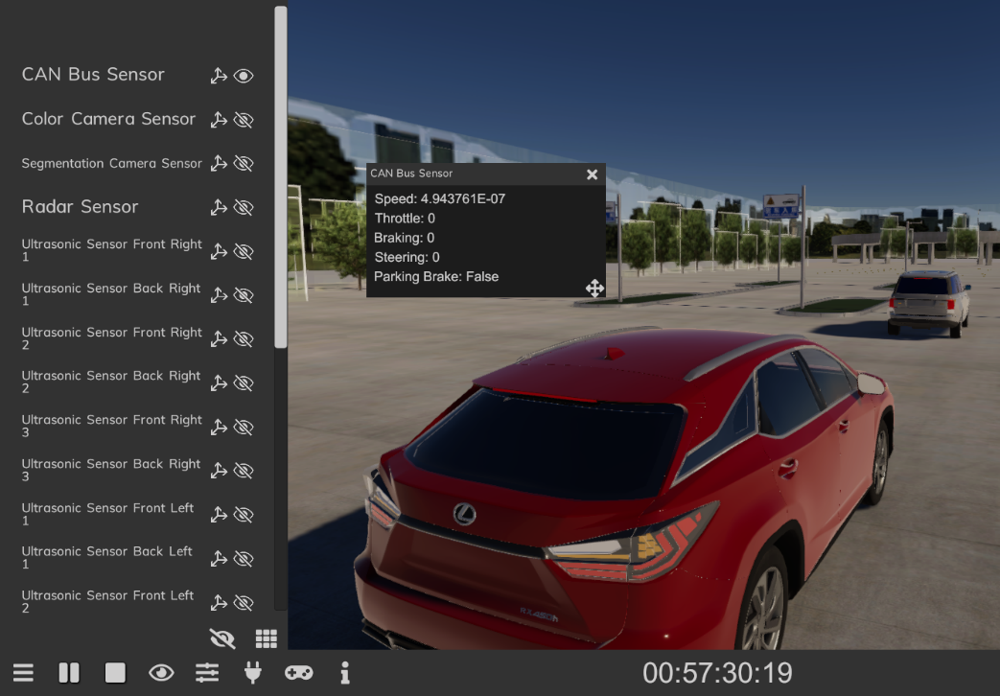 CAN Bus Sensor
Color Camera Sensor
Segmentation Camera Sensor
Radar Sensor
Ultrasonic Sensor Front Right
1
Ultrasonic Sensor Back Right
1
Ultrasonic Sensor Front Right
2
Ultrasonic Sensor Back Right
2
Ultrasonic Sensor Front Right
3
Ultrasonic Sensor Back Right
3
Ultrasonic Sensor Front Left
1
Ultrasonic Sensor Back Left
1
Ultrasonic Sensor Front Left
2
CAN Bus Sensor
Speed: 4.943761E-07
Throttle: 0
Braking: 0
Steering: 0
Parking Brake: False
00:57:30:19